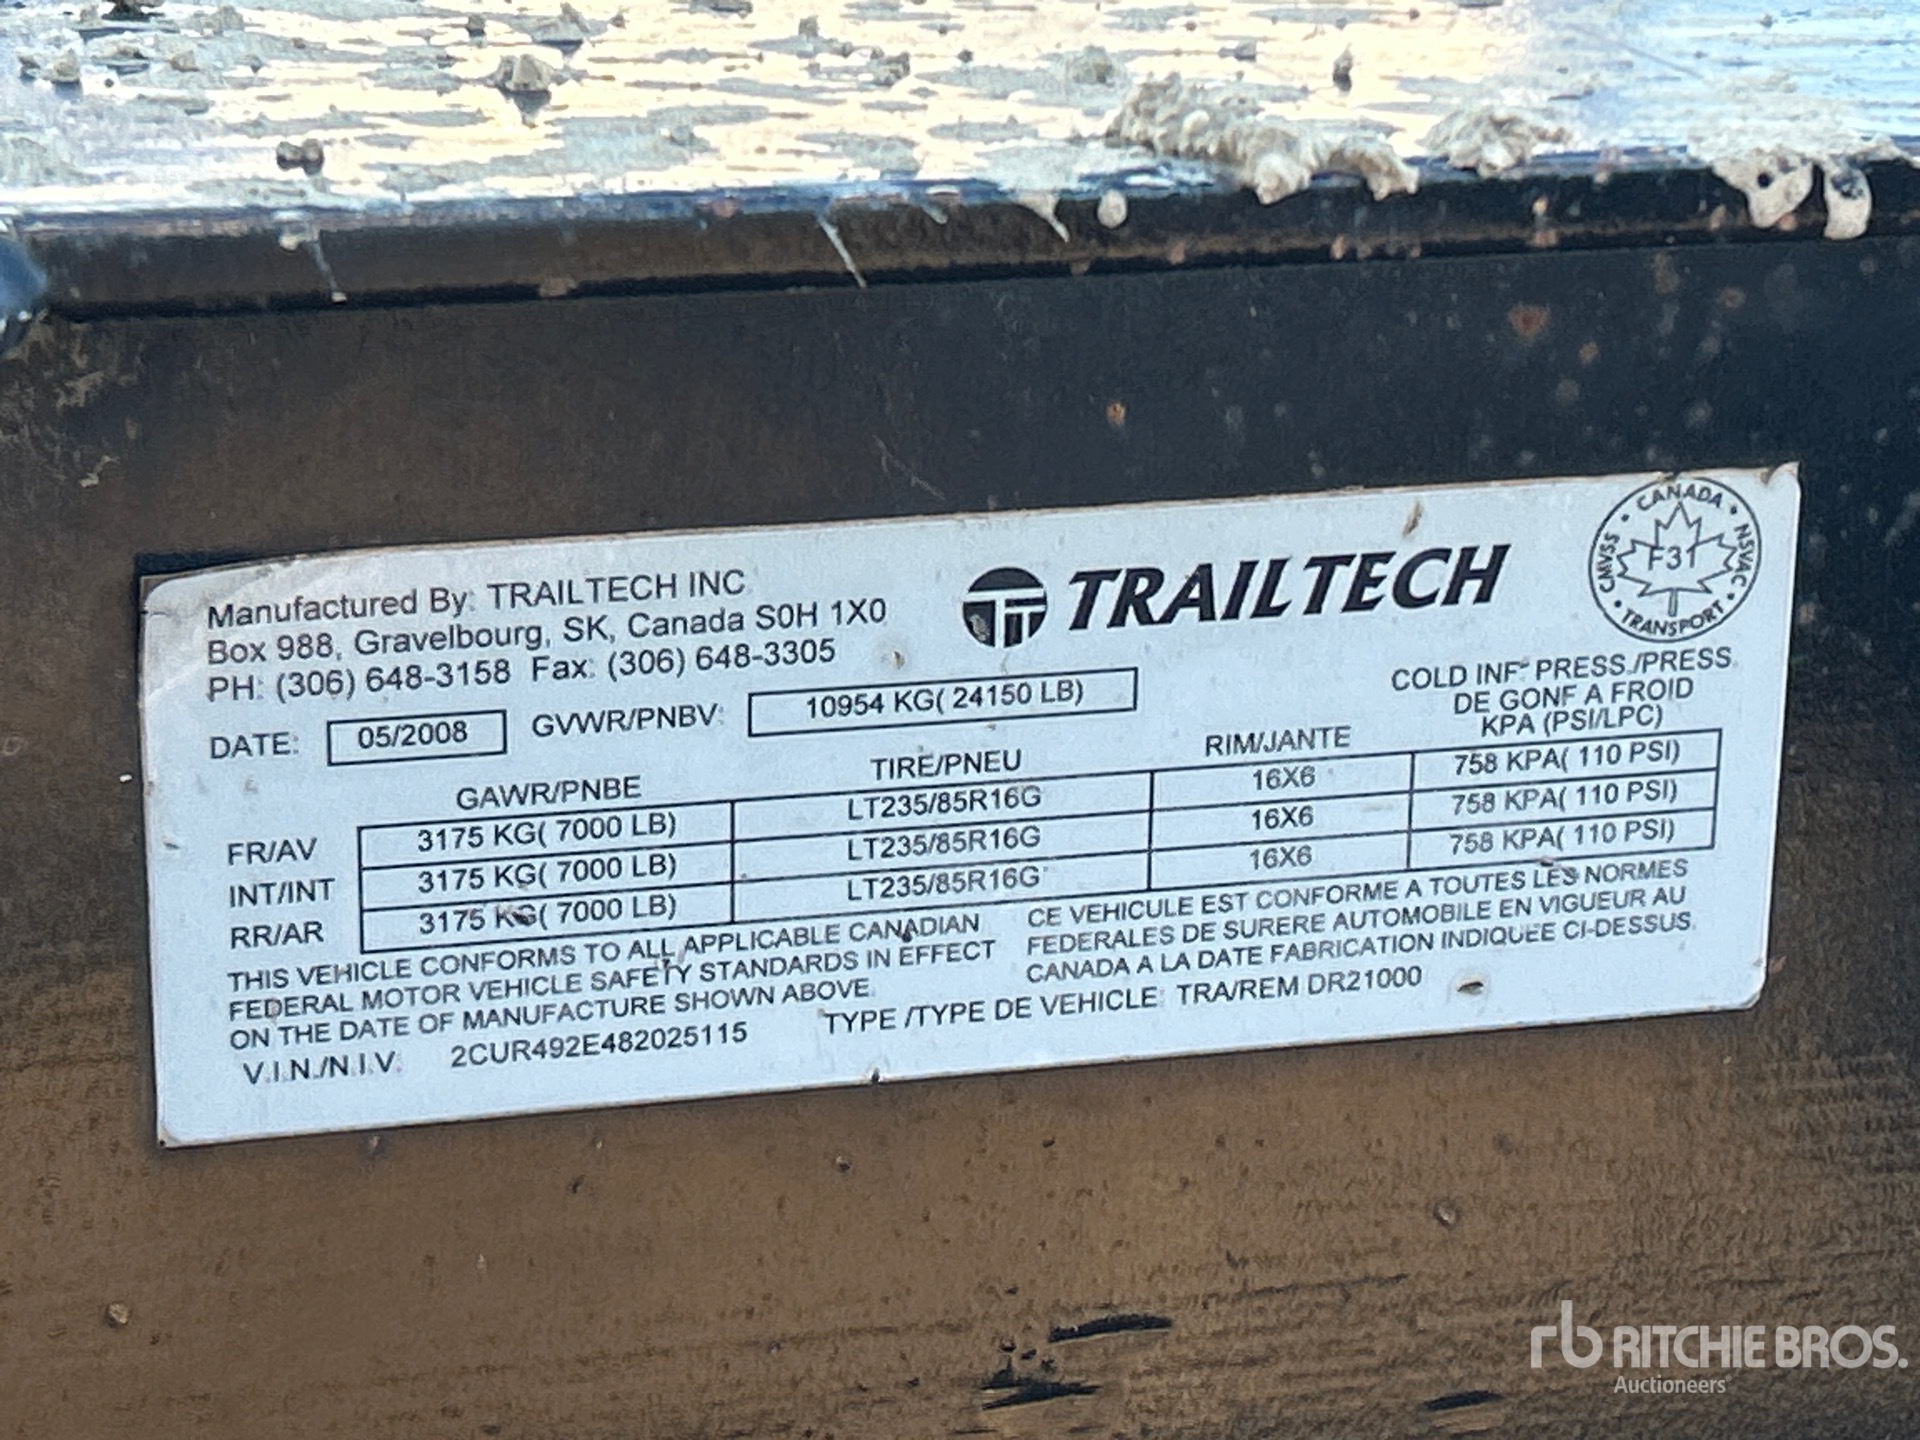 Manufactured By: TRAILTECH INC
Box 988, Gravelbourg, SK, Canada S0H 1X0
PH: (306) 648-3158 Fax: (306) 648-3305
TRAILTECH
CANADA
CMVSS F31 NSVAC
TRANSPORT
DATE: 05/2008 GVWR/PNBV: 10954 KG( 24150 LB)
COLD INF. PRESS./PRESS.
DE GONF A FROID
KPA (PSI/LPC)
GAWR/PNBE TIRE/PNEU RIM/JANTE
FR/AV 3175 KG( 7000 LB) LT235/85R16G 16X6 758 KPA( 110 PSI)
INT/INT 3175 KG( 7000 LB) LT235/85R16G 16X6 758 KPA( 110 PSI)
RR/AR 3175 KG( 7000 LB) LT235/85R16G 16X6 758 KPA( 110 PSI)
THIS VEHICLE CONFORMS TO ALL APPLICABLE CANADIAN
FEDERAL MOTOR VEHICLE SAFETY STANDARDS IN EFFECT
ON THE DATE OF MANUFACTURE SHOWN ABOVE.
CE VEHICULE EST CONFORME A TOUTES LES NORMES
FEDERALES DE SURERE AUTOMOBILE EN VIGUEUR AU
CANADA A LA DATE FABRICATION INDIQUEE CI-DESSUS.
V.I.N./N.I.V. 2CUR492E482025115 TYPE /TYPE DE VEHICLE: TRA/REM DR21000
rb RITCHIE BROS.
Auctioneers